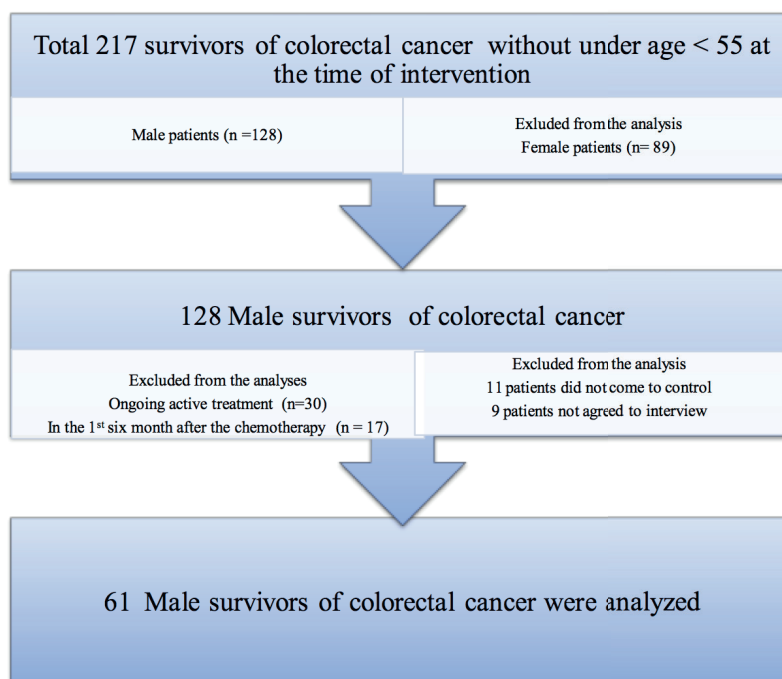 Total 217 survivors of colorectal cancer without under age < 55 at
the time of intervention
Male patients (n =128)
Exluded from the analysis
Female patients (n= 89)
128 Male survivors of colorectal cancer
Excluded from the analyses
Ongoing active treatment (n=30)
In the 1st six month after the chemotherapy (n = 17)
Excluded from the analysis
11 patients did not come to control
9 patients not agreed to interview
61 Male survivors of colorectal cancer were analyzed